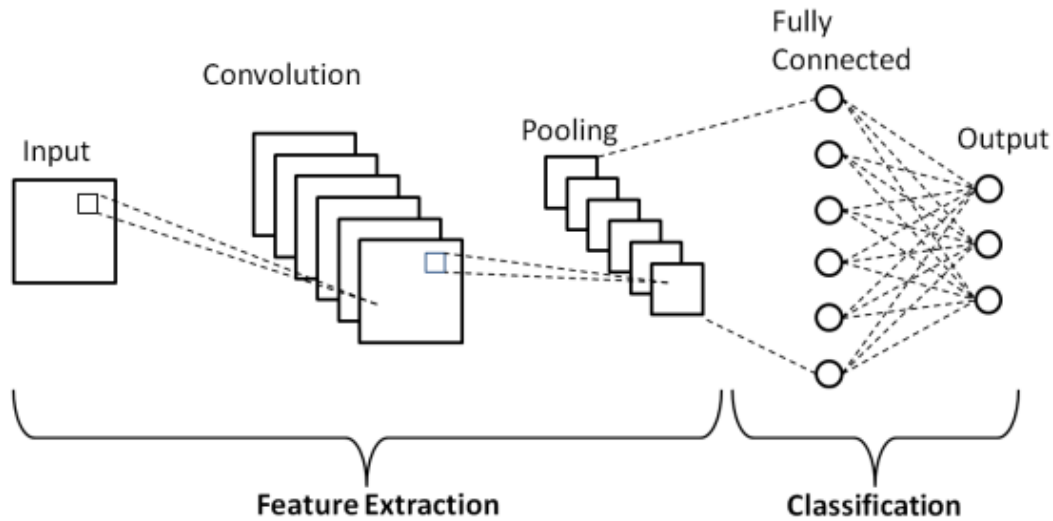 Input
Convolution
Pooling
Fully
Connected
Output
Feature Extraction
Classification